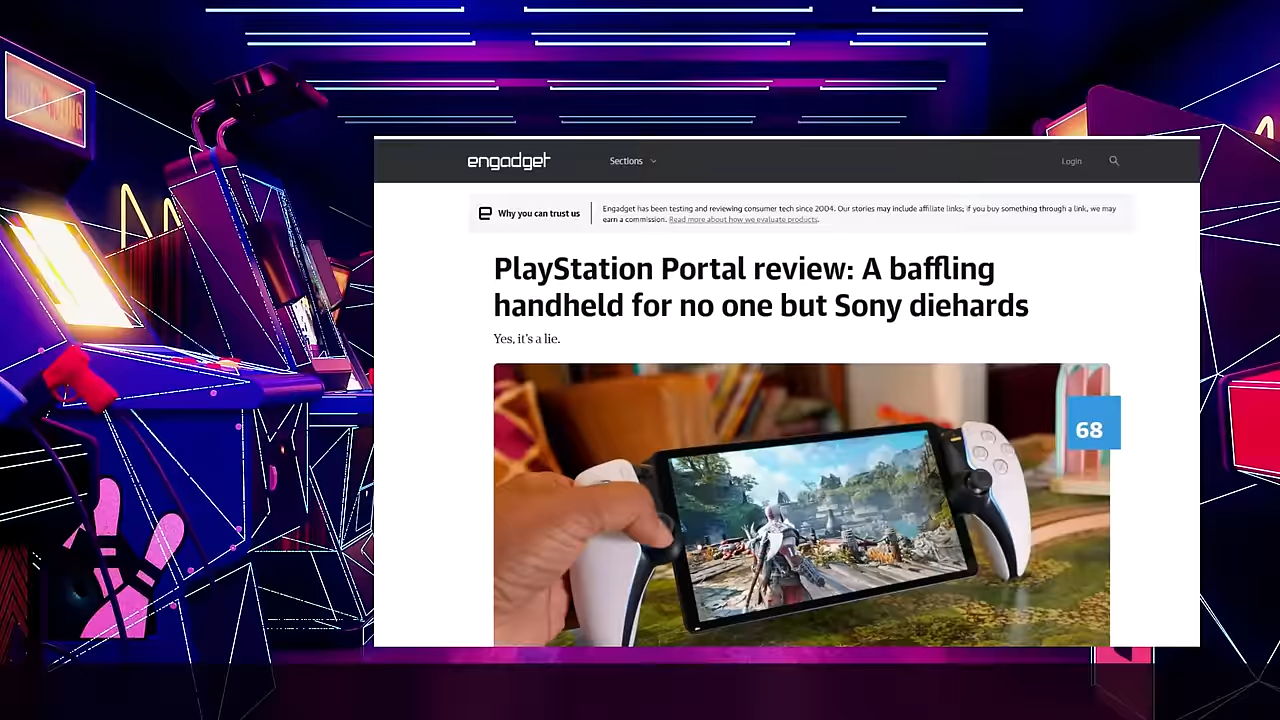 engadget
Sections
Login
Why you can trust us
Engadget has been testing and reviewing consumer tech since 2004. Our stories may include affiliate links; if you buy something through a link, we may
earn a commission. Read more about how we evaluate products.
PlayStation Portal review: A baffling
handheld for no one but Sony diehards
Yes, it's a lie.
68